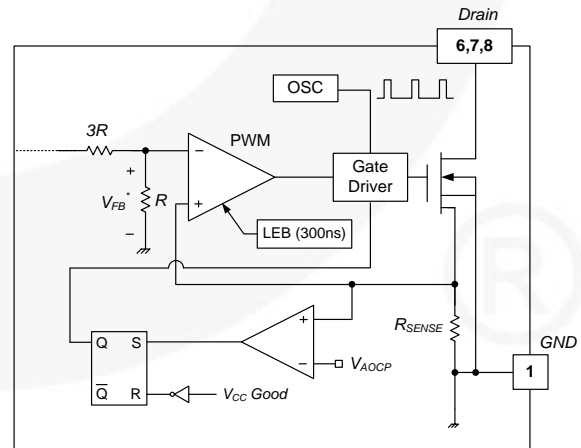 Drain
6,7,8
OSC
3R
PWM
Gate
Driver
−
+
+
V_FB*
−
R
LEB (300ns)
+
−
R_SENSE
V_AOCP
GND
1
Q S
Q̅ R
V_CC Good
®